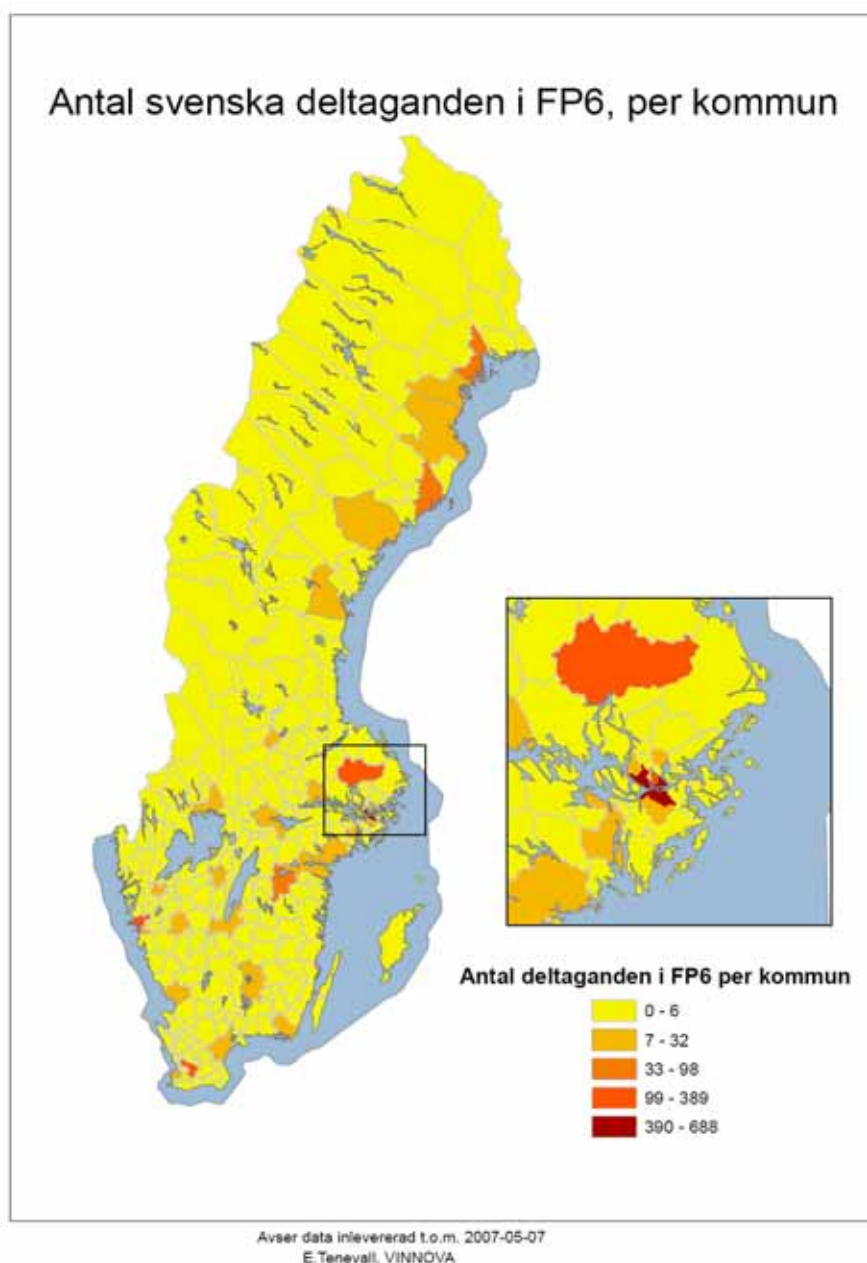 Antal svenska deltaganden i FP6, per kommun
Antal deltaganden i FP6 per kommun
0 - 6
7 - 32
33 - 98
99 - 389
390 - 688
Avser data inlevererad t.o.m. 2007-05-07
E.Tenevall, VINNOVA